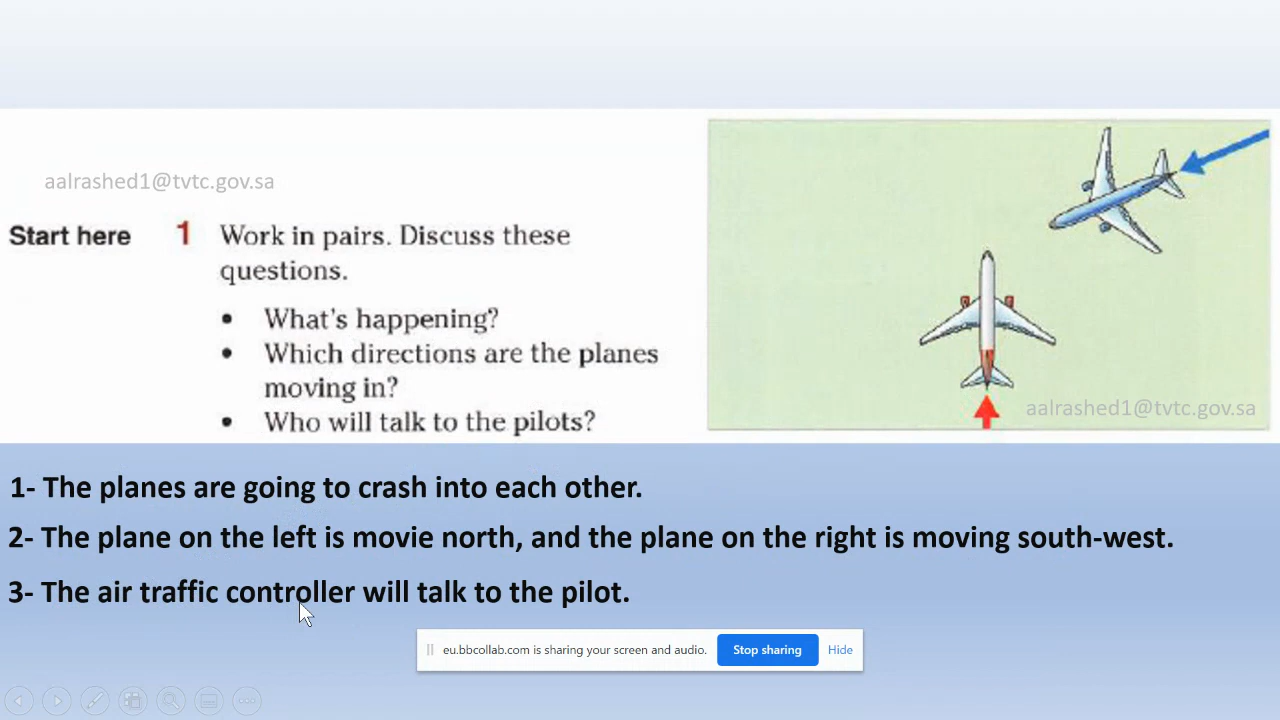 aalrashed1@tvtc.gov.sa
Start here 1 Work in pairs. Discuss these
questions.
• What's happening?
• Which directions are the planes
moving in?
• Who will talk to the pilots?
aalrashed1@tvtc.gov.sa
1- The planes are going to crash into each other.
2- The plane on the left is movie north, and the plane on the right is moving south-west.
3- The air traffic controller will talk to the pilot.
eu.bbcollab.com is sharing your screen and audio. Stop sharing Hide